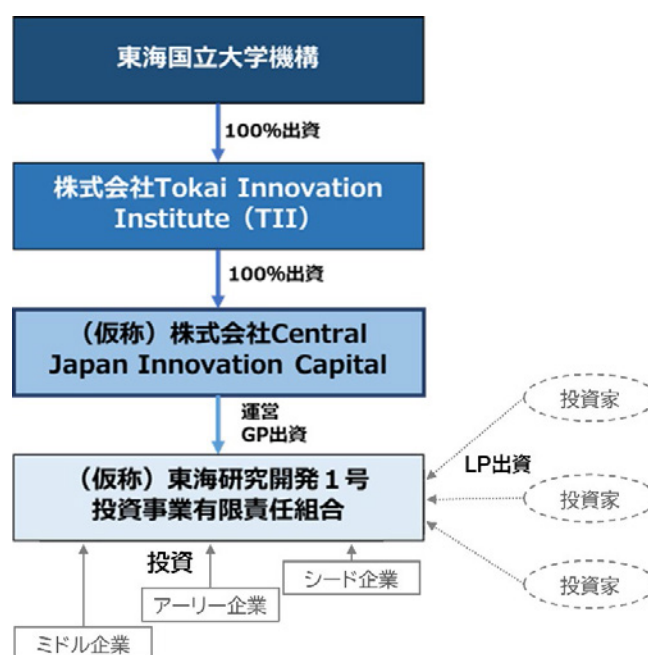 東海国立大学機構
100%出資
株式会社Tokai Innovation
Institute（TII）
100%出資
（仮称）株式会社Central
Japan Innovation Capital
運営
GP出資
投資家
LP出資
（仮称）東海研究開発１号
投資事業有限責任組合
投資家
投資家
投資
シード企業
アーリー企業
ミドル企業